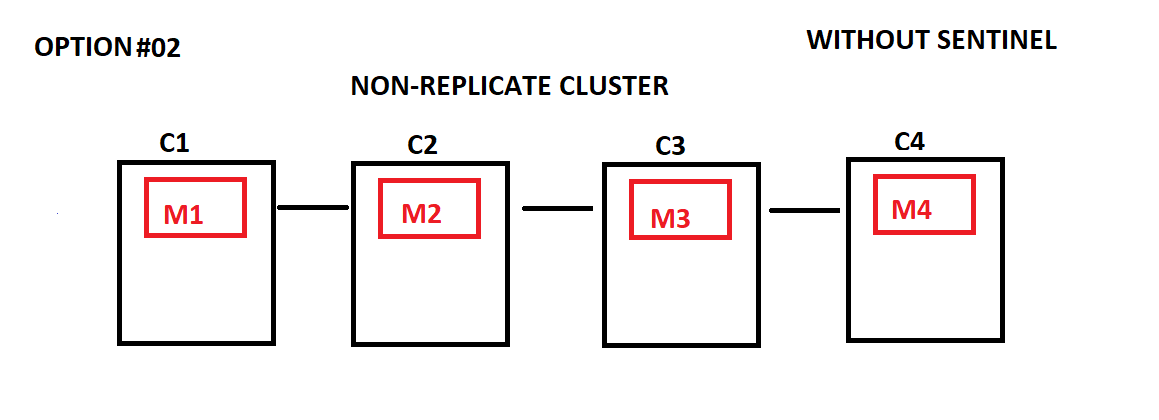 OPTION #02
WITHOUT SENTINEL
NON-REPLICATE CLUSTER
C1
C2
C3
C4
M1
M2
M3
M4